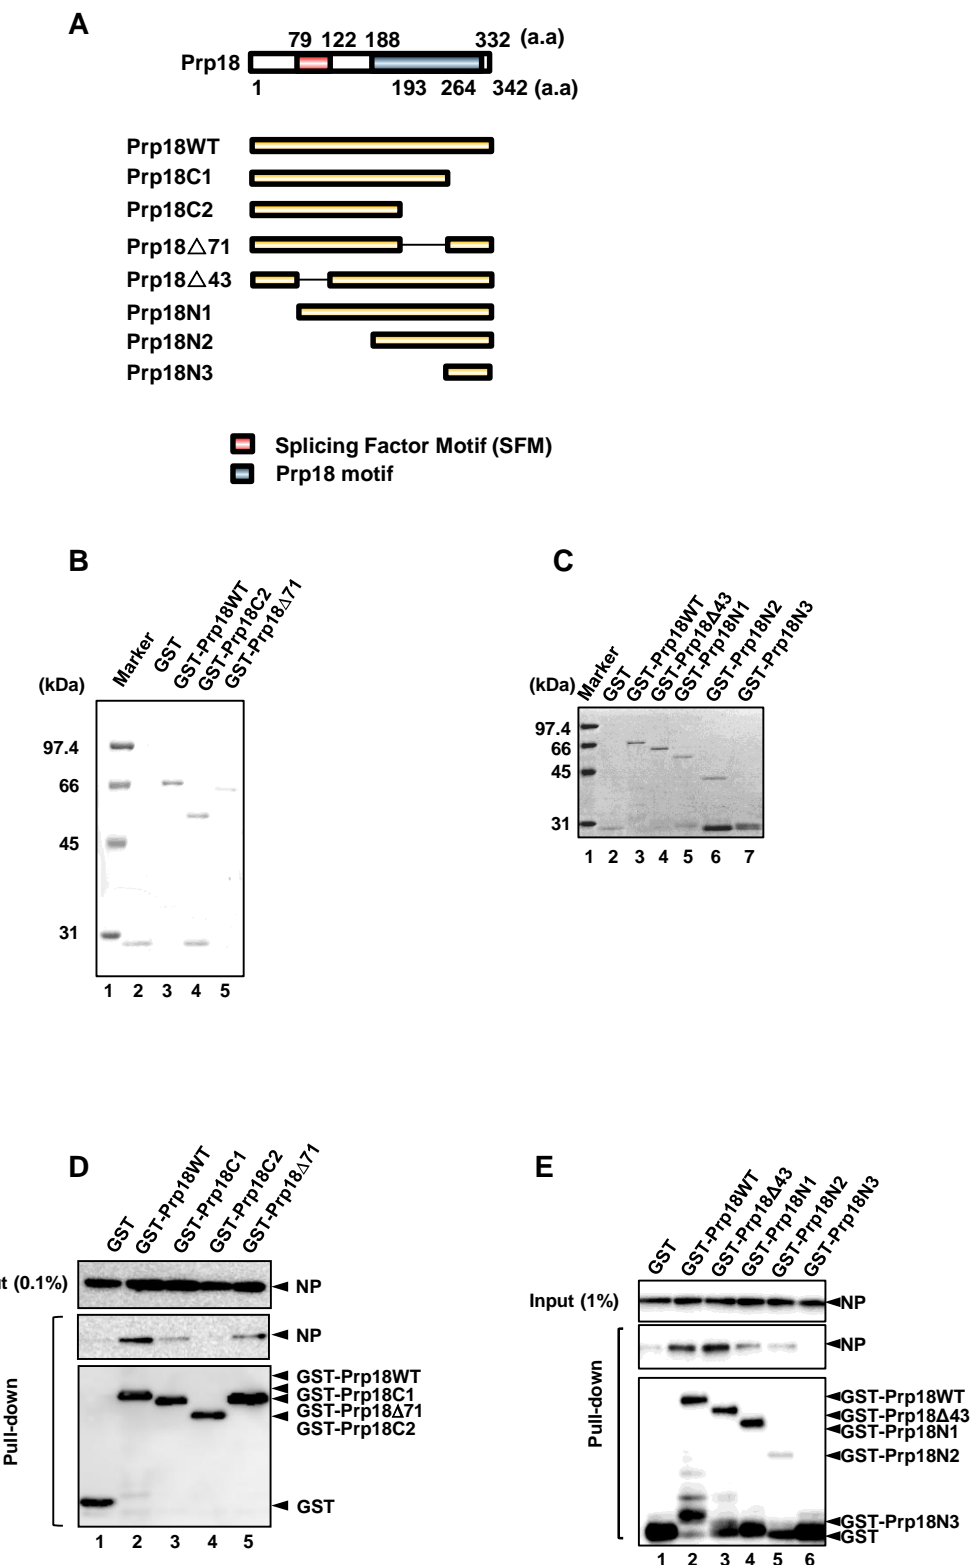 A
79 122 188 332 (a.a)
Prp18
1 193 264 342 (a.a)
Prp18WT
Prp18C1
Prp18C2
Prp18△71
Prp18△43
Prp18N1
Prp18N2
Prp18N3
Splicing Factor Motif (SFM)
Prp18 motif
B
(kDa)
Marker
GST
GST-Prp18WT
GST-Prp18C2
GST-Prp18Δ71
97.4
66
45
31
1 2 3 4 5
C
(kDa)
Marker
GST
GST-Prp18WT
GST-Prp18Δ43
GST-Prp18N1
GST-Prp18N2
GST-Prp18N3
97.4
66
45
31
1 2 3 4 5 6 7
D
GST
GST-Prp18WT
GST-Prp18C1
GST-Prp18C2
GST-Prp18Δ71
(0.1%)
NP
NP
Pull-down
GST-Prp18WT
GST-Prp18C1
GST-Prp18Δ71
GST-Prp18C2
GST
1 2 3 4 5
E
GST
GST-Prp18WT
GST-Prp18Δ43
GST-Prp18N1
GST-Prp18N2
GST-Prp18N3
Input (1%)
NP
NP
Pull-down
GST-Prp18WT
GST-Prp18Δ43
GST-Prp18N1
GST-Prp18N2
GST-Prp18N3
GST
1 2 3 4 5 6